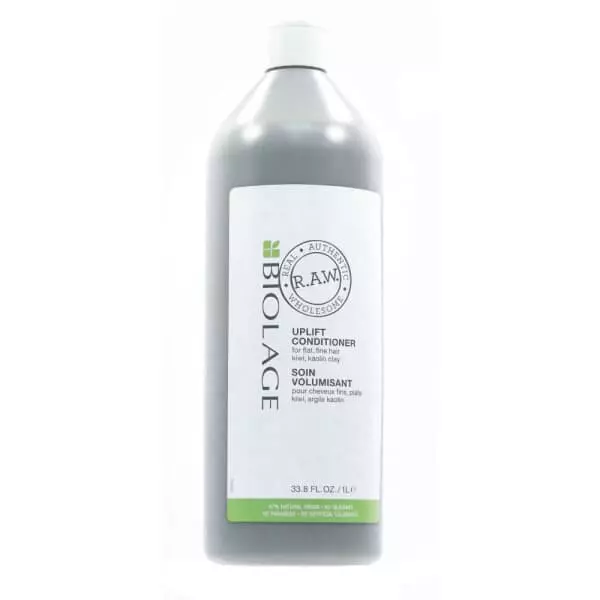 BIOLAGE
REAL • AUTHENTIC • WHOLESOME •
R.A.W.
UPLIFT
CONDITIONER
for flat, fine hair
kiwi, kaolin clay
SOIN
VOLUMISANT
pour cheveux fins, plats
kiwi, argile kaolin
33.8 FL. OZ./1L e